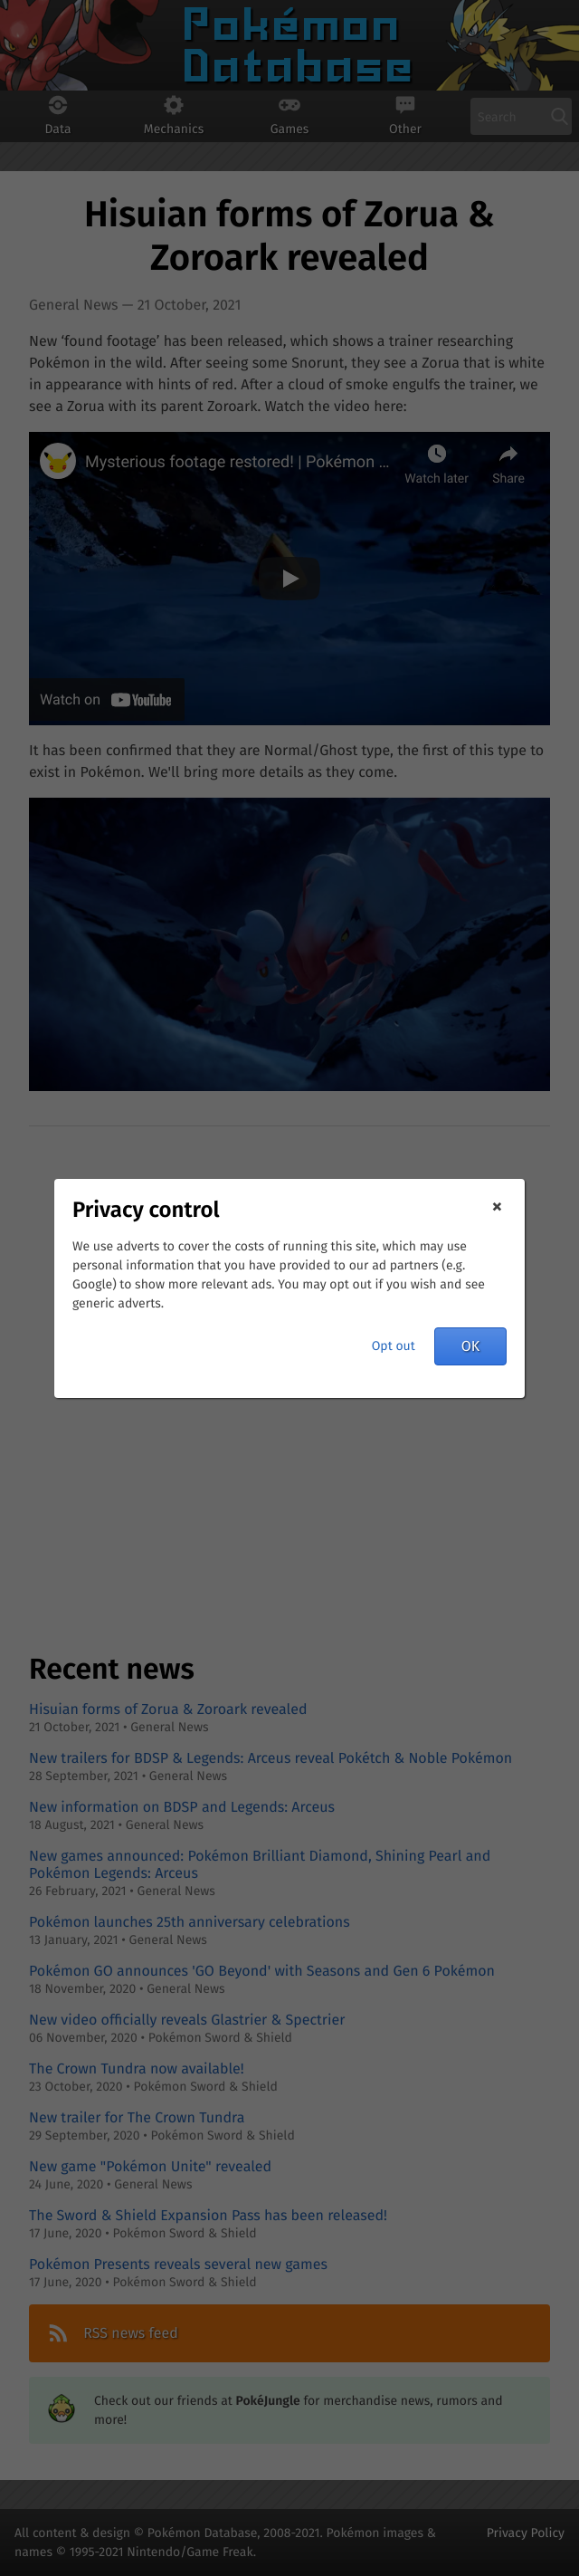 Pokémon
Database
Data
Mechanics
Games
Other
Search
Hisuian forms of Zorua &
Zoroark revealed
General News — 21 October, 2021
New ‘found footage’ has been released, which shows a trainer researching
Pokémon in the wild. After seeing some Snorunt, they see a Zorua that is white
in appearance with hints of red. After a cloud of smoke engulfs the trainer, we
see a Zorua with its parent Zoroark. Watch the video here:
Mysterious footage restored! | Pokémon ...
Watch later
Share
Watch on YouTube
It has been confirmed that they are Normal/Ghost type, the first of this type to
exist in Pokémon. We'll bring more details as they come.
Privacy control
×
We use adverts to cover the costs of running this site, which may use
personal information that you have provided to our ad partners (e.g.
Google) to show more relevant ads. You may opt out if you wish and see
generic adverts.
Opt out
OK
Recent news
Hisuian forms of Zorua & Zoroark revealed
21 October, 2021 • General News
New trailers for BDSP & Legends: Arceus reveal Pokétch & Noble Pokémon
28 September, 2021 • General News
New information on BDSP and Legends: Arceus
18 August, 2021 • General News
New games announced: Pokémon Brilliant Diamond, Shining Pearl and
Pokémon Legends: Arceus
26 February, 2021 • General News
Pokémon launches 25th anniversary celebrations
13 January, 2021 • General News
Pokémon GO announces 'GO Beyond' with Seasons and Gen 6 Pokémon
18 November, 2020 • General News
New video officially reveals Glastrier & Spectrier
06 November, 2020 • Pokémon Sword & Shield
The Crown Tundra now available!
23 October, 2020 • Pokémon Sword & Shield
New trailer for The Crown Tundra
29 September, 2020 • Pokémon Sword & Shield
New game "Pokémon Unite" revealed
24 June, 2020 • General News
The Sword & Shield Expansion Pass has been released!
17 June, 2020 • Pokémon Sword & Shield
Pokémon Presents reveals several new games
17 June, 2020 • Pokémon Sword & Shield
RSS news feed
Check out our friends at PokéJungle for merchandise news, rumors and
more!
All content & design © Pokémon Database, 2008-2021. Pokémon images &
names © 1995-2021 Nintendo/Game Freak.
Privacy Policy